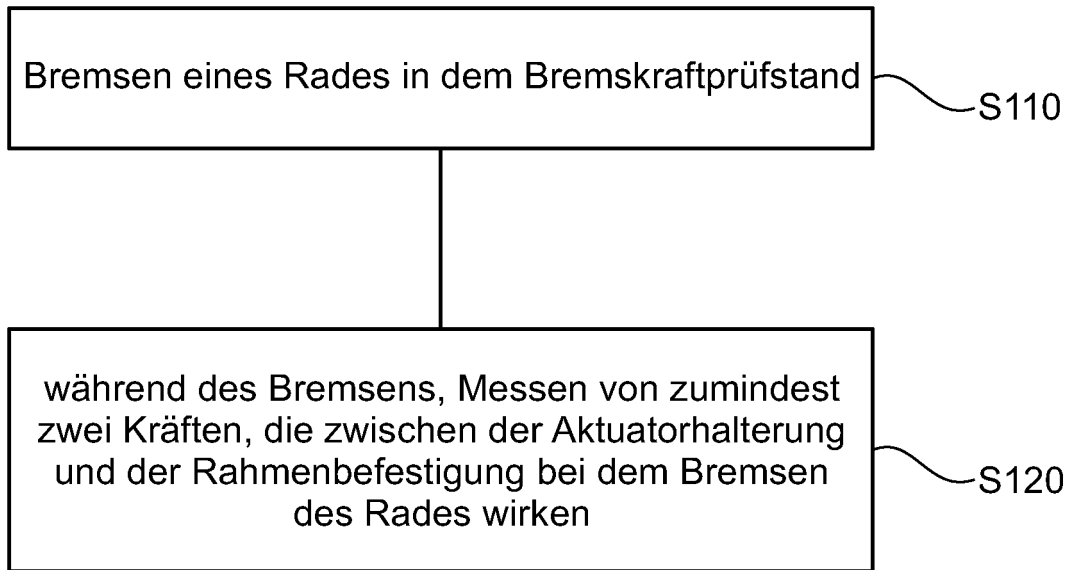 Bremsen eines Rades in dem Bremskraftprüfstand
S110
während des Bremsens, Messen von zumindest
zwei Kräften, die zwischen der Aktuatorhalterung
und der Rahmenbefestigung bei dem Bremsen
des Rades wirken
S120